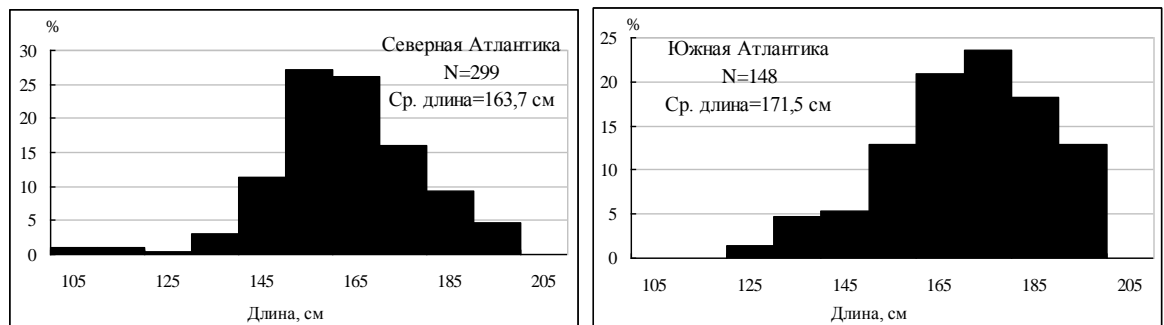 %
30
25
20
15
10
5
0
Северная Атлантика
N=299
Ср. длина=163,7 см
105 125 145 165 185 205
Длина, см
%
25
20
15
10
5
0
Южная Атлантика
N=148
Ср. длина=171,5 см
105 125 145 165 185 205
Длина, см